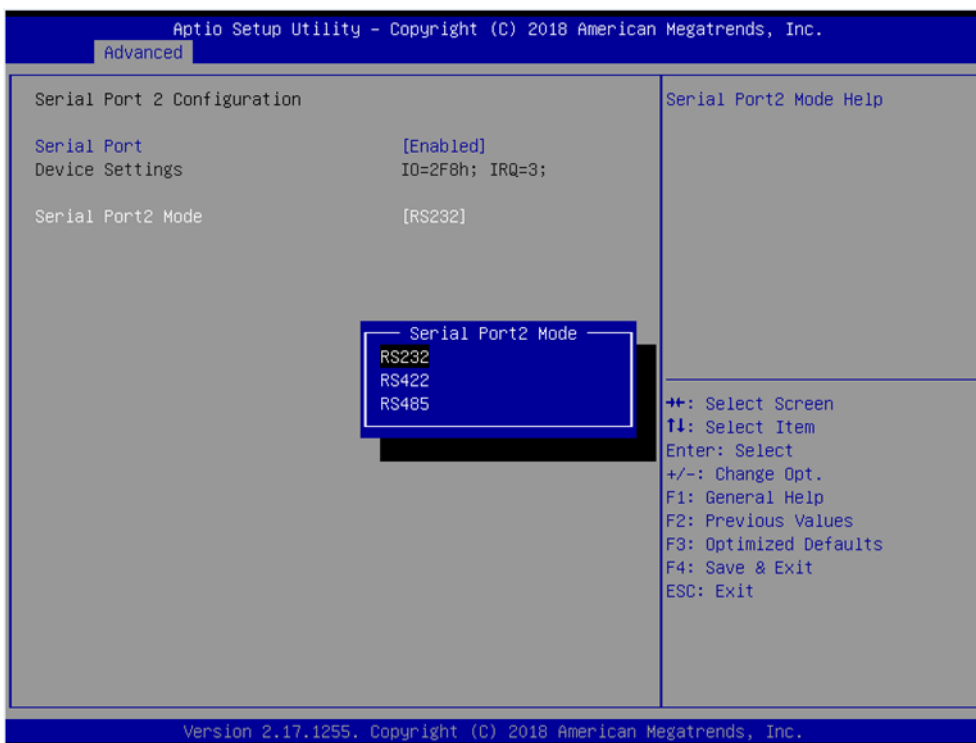 Aptio Setup Utility – Copyright (C) 2018 American Megatrends, Inc.
Advanced
Serial Port 2 Configuration
Serial Port [Enabled]
Device Settings IO=2F8h; IRQ=3;
Serial Port2 Mode [RS232]
Serial Port2 Mode
RS232
RS422
RS485
Serial Port2 Mode Help
→←: Select Screen
↑↓: Select Item
Enter: Select
+/-: Change Opt.
F1: General Help
F2: Previous Values
F3: Optimized Defaults
F4: Save & Exit
ESC: Exit
Version 2.17.1255. Copyright (C) 2018 American Megatrends, Inc.